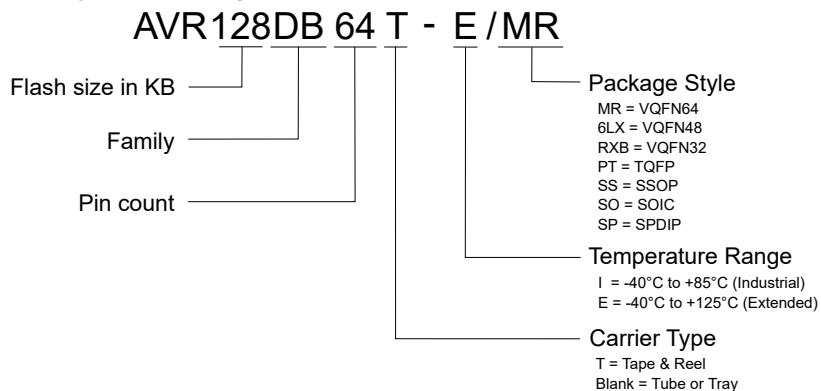 AVR128DB64T - E/MR
Flash size in KB
Family
Pin count
Package Style
MR = VQFN64
6LX = VQFN48
RXB = VQFN32
PT = TQFP
SS = SSOP
SO = SOIC
SP = SPDIP
Temperature Range
I = -40°C to +85°C (Industrial)
E = -40°C to +125°C (Extended)
Carrier Type
T = Tape & Reel
Blank = Tube or Tray